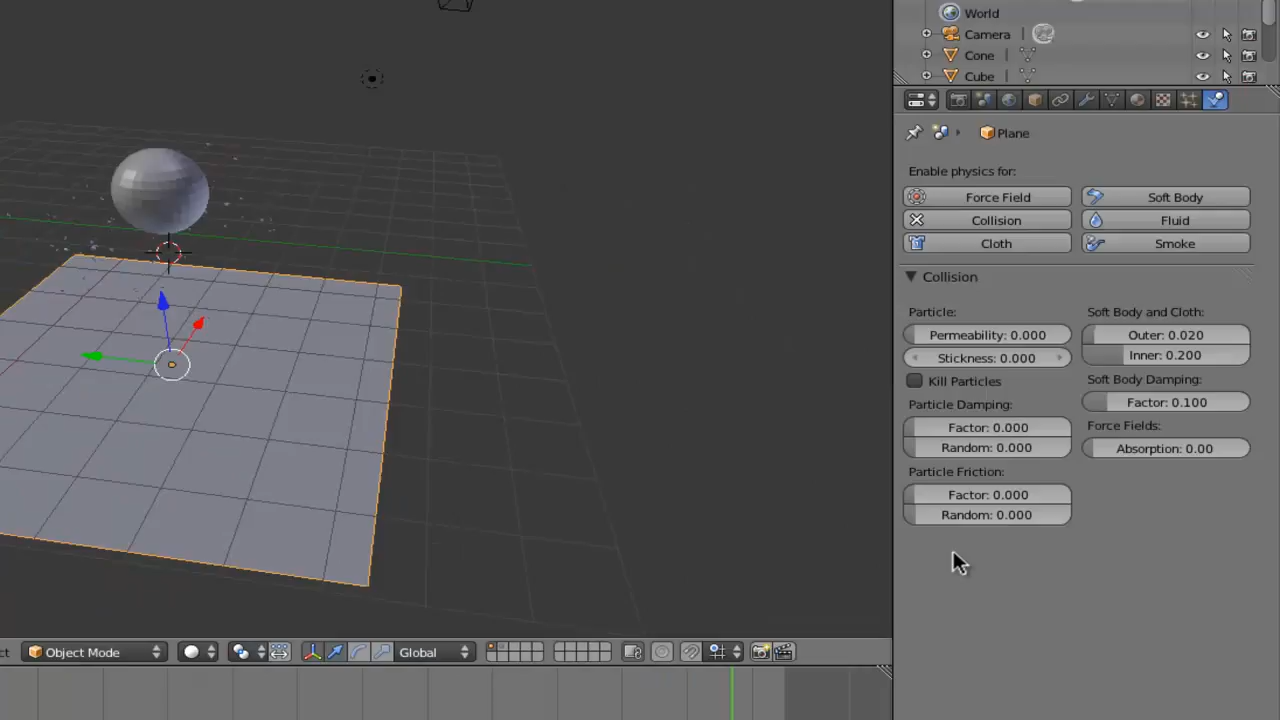 World
Camera
Cone
Cube
Plane
Enable physics for:
Force Field
Soft Body
Collision
Fluid
Cloth
Smoke
Collision
Particle:
Soft Body and Cloth:
Permeability: 0.000
Outer: 0.020
Stickness: 0.000
Inner: 0.200
Kill Particles
Soft Body Damping:
Particle Damping:
Factor: 0.100
Factor: 0.000
Force Fields:
Random: 0.000
Absorption: 0.00
Particle Friction:
Factor: 0.000
Random: 0.000
ct
Object Mode
Global